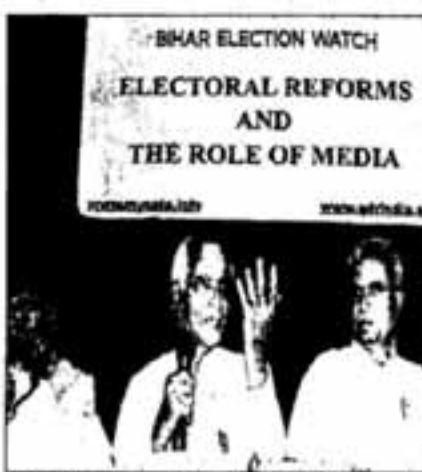 BIHAR ELECTION WATCH
ELECTORAL REFORMS
AND
THE ROLE OF MEDIA